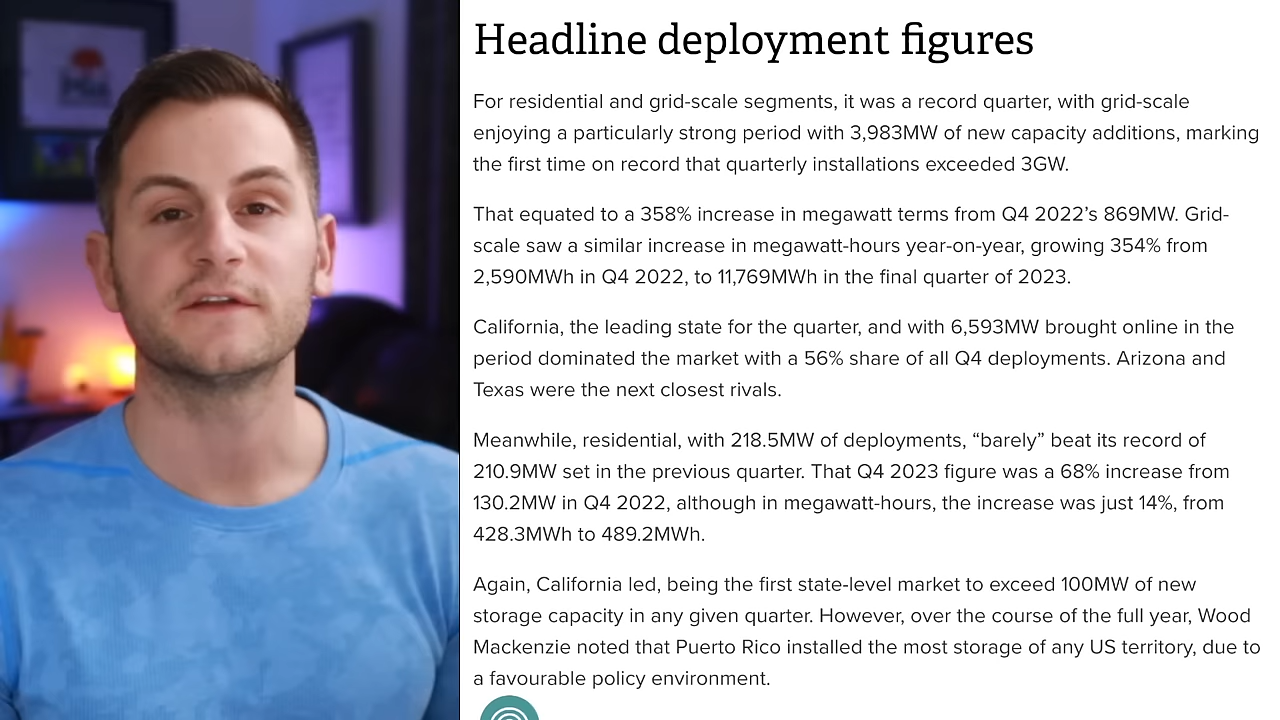 Headline deployment figures
For residential and grid-scale segments, it was a record quarter, with grid-scale
enjoying a particularly strong period with 3,983MW of new capacity additions, marking
the first time on record that quarterly installations exceeded 3GW.
That equated to a 358% increase in megawatt terms from Q4 2022’s 869MW. Grid-
scale saw a similar increase in megawatt-hours year-on-year, growing 354% from
2,590MWh in Q4 2022, to 11,769MWh in the final quarter of 2023.
California, the leading state for the quarter, and with 6,593MW brought online in the
period dominated the market with a 56% share of all Q4 deployments. Arizona and
Texas were the next closest rivals.
Meanwhile, residential, with 218.5MW of deployments, “barely” beat its record of
210.9MW set in the previous quarter. That Q4 2023 figure was a 68% increase from
130.2MW in Q4 2022, although in megawatt-hours, the increase was just 14%, from
428.3MWh to 489.2MWh.
Again, California led, being the first state-level market to exceed 100MW of new
storage capacity in any given quarter. However, over the course of the full year, Wood
Mackenzie noted that Puerto Rico installed the most storage of any US territory, due to
a favourable policy environment.